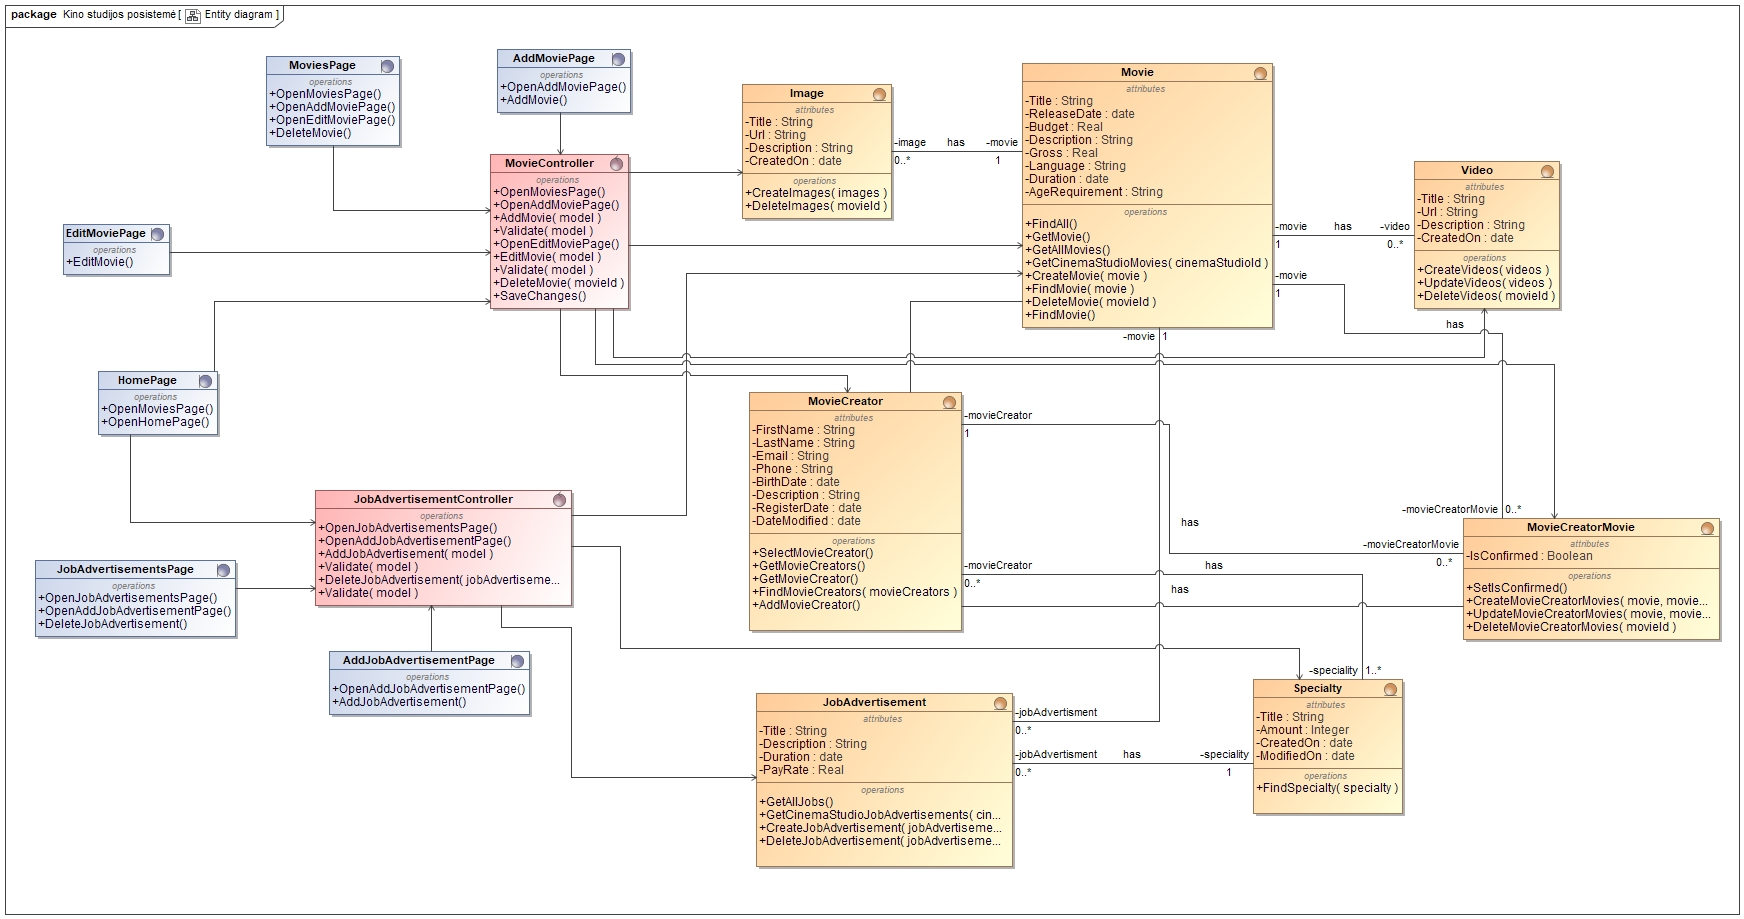 package Kino studijos posistemė [ Entity diagram ]
MoviesPage
operations
+OpenMoviesPage()
+OpenAddMoviePage()
+OpenEditMoviePage()
+DeleteMovie()
AddMoviePage
operations
+OpenAddMoviePage()
+AddMovie()
MovieController
operations
+OpenMoviesPage()
+OpenAddMoviePage()
+AddMovie( model )
+Validate( model )
+OpenEditMoviePage()
+EditMovie( model )
+Validate( model )
+DeleteMovie( movieId )
+SaveChanges()
Image
attributes
-Title : String
-Url : String
-Description : String
-CreatedOn : date
operations
+CreateImages( images )
+DeleteImages( movieId )
-image has -movie
0..* 1
Movie
attributes
-Title : String
-ReleaseDate : date
-Budget : Real
-Description : String
-Gross : Real
-Language : String
-Duration : date
-AgeRequirement : String
operations
+FindAll()
+GetMovie()
+GetAllMovies()
+GetCinemaStudioMovies( cinemaStudioId )
+CreateMovie( movie )
+FindMovie( movie )
+DeleteMovie( movieId )
+FindMovie()
-movie has -video
1 0..*
-movie
1
has
-movie 1
Video
attributes
-Title : String
-Url : String
-Description : String
-CreatedOn : date
operations
+CreateVideos( videos )
+UpdateVideos( videos )
+DeleteVideos( movieId )
EditMoviePage
operations
+EditMovie()
HomePage
operations
+OpenMoviesPage()
+OpenHomePage()
MovieCreator
attributes
-FirstName : String
-LastName : String
-Email : String
-Phone : String
-BirthDate : date
-Description : String
-RegisterDate : date
-DateModified : date
operations
+SelectMovieCreator()
+GetMovieCreators()
+GetMovieCreator()
+FindMovieCreators( movieCreators )
+AddMovieCreator()
-movieCreator
1
has
-movieCreatorMovie 0..*
-movieCreatorMovie
0..*
-movieCreator has
0..*
has
MovieCreatorMovie
attributes
-IsConfirmed : Boolean
operations
+SetIsConfirmed()
+CreateMovieCreatorMovies( movie, movie...
+UpdateMovieCreatorMovies( movie, movie...
+DeleteMovieCreatorMovies( movieId )
JobAdvertisementController
operations
+OpenJobAdvertisementsPage()
+OpenAddJobAdvertisementPage()
+AddJobAdvertisement( model )
+Validate( model )
+DeleteJobAdvertisement( jobAdvertiseme...
+Validate( model )
JobAdvertisementsPage
operations
+OpenJobAdvertisementsPage()
+OpenAddJobAdvertisementPage()
+DeleteJobAdvertisement()
AddJobAdvertisementPage
operations
+OpenAddJobAdvertisementPage()
+AddJobAdvertisement()
JobAdvertisement
attributes
-Title : String
-Description : String
-Duration : date
-PayRate : Real
operations
+GetAllJobs()
+GetCinemaStudioJobAdvertisements( cin...
+CreateJobAdvertisement( jobAdvertiseme...
+DeleteJobAdvertisement( jobAdvertiseme...
-jobAdvertisment
0..*
-jobAdvertisment has -speciality
0..* 1
-speciality 1..*
Specialty
attributes
-Title : String
-Amount : Integer
-CreatedOn : date
-ModifiedOn : date
operations
+FindSpecialty( specialty )